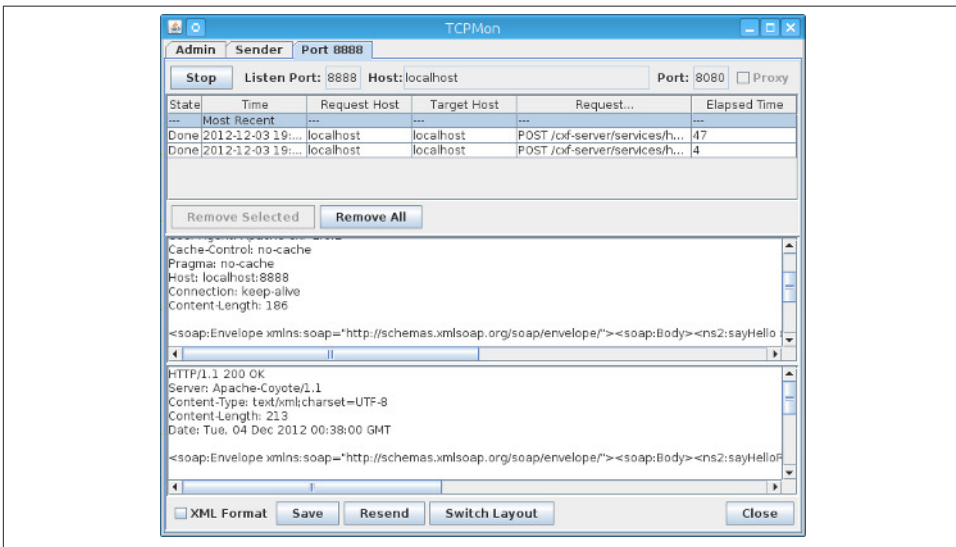 TCPMon
Admin Sender Port 8888
Stop Listen Port: 8888 Host: localhost Port: 8080 Proxy
State Time Request Host Target Host Request... Elapsed Time
--- Most Recent --- --- --- ---
Done 2012-12-03 19:... localhost localhost POST /cxf-server/services/h... 47
Done 2012-12-03 19:... localhost localhost POST /cxf-server/services/h... 4
Remove Selected Remove All
Cache-Control: no-cache
Pragma: no-cache
Host: localhost:8888
Connection: keep-alive
Content-Length: 186
<soap:Envelope xmlns:soap="http://schemas.xmlsoap.org/soap/envelope/"><soap:Body><ns2:sayHello
HTTP/1.1 200 OK
Server: Apache-Coyote/1.1
Content-Type: text/xml;charset=UTF-8
Content-Length: 213
Date: Tue, 04 Dec 2012 00:38:00 GMT
<soap:Envelope xmlns:soap="http://schemas.xmlsoap.org/soap/envelope/"><soap:Body><ns2:sayHelloR
XML Format Save Resend Switch Layout Close